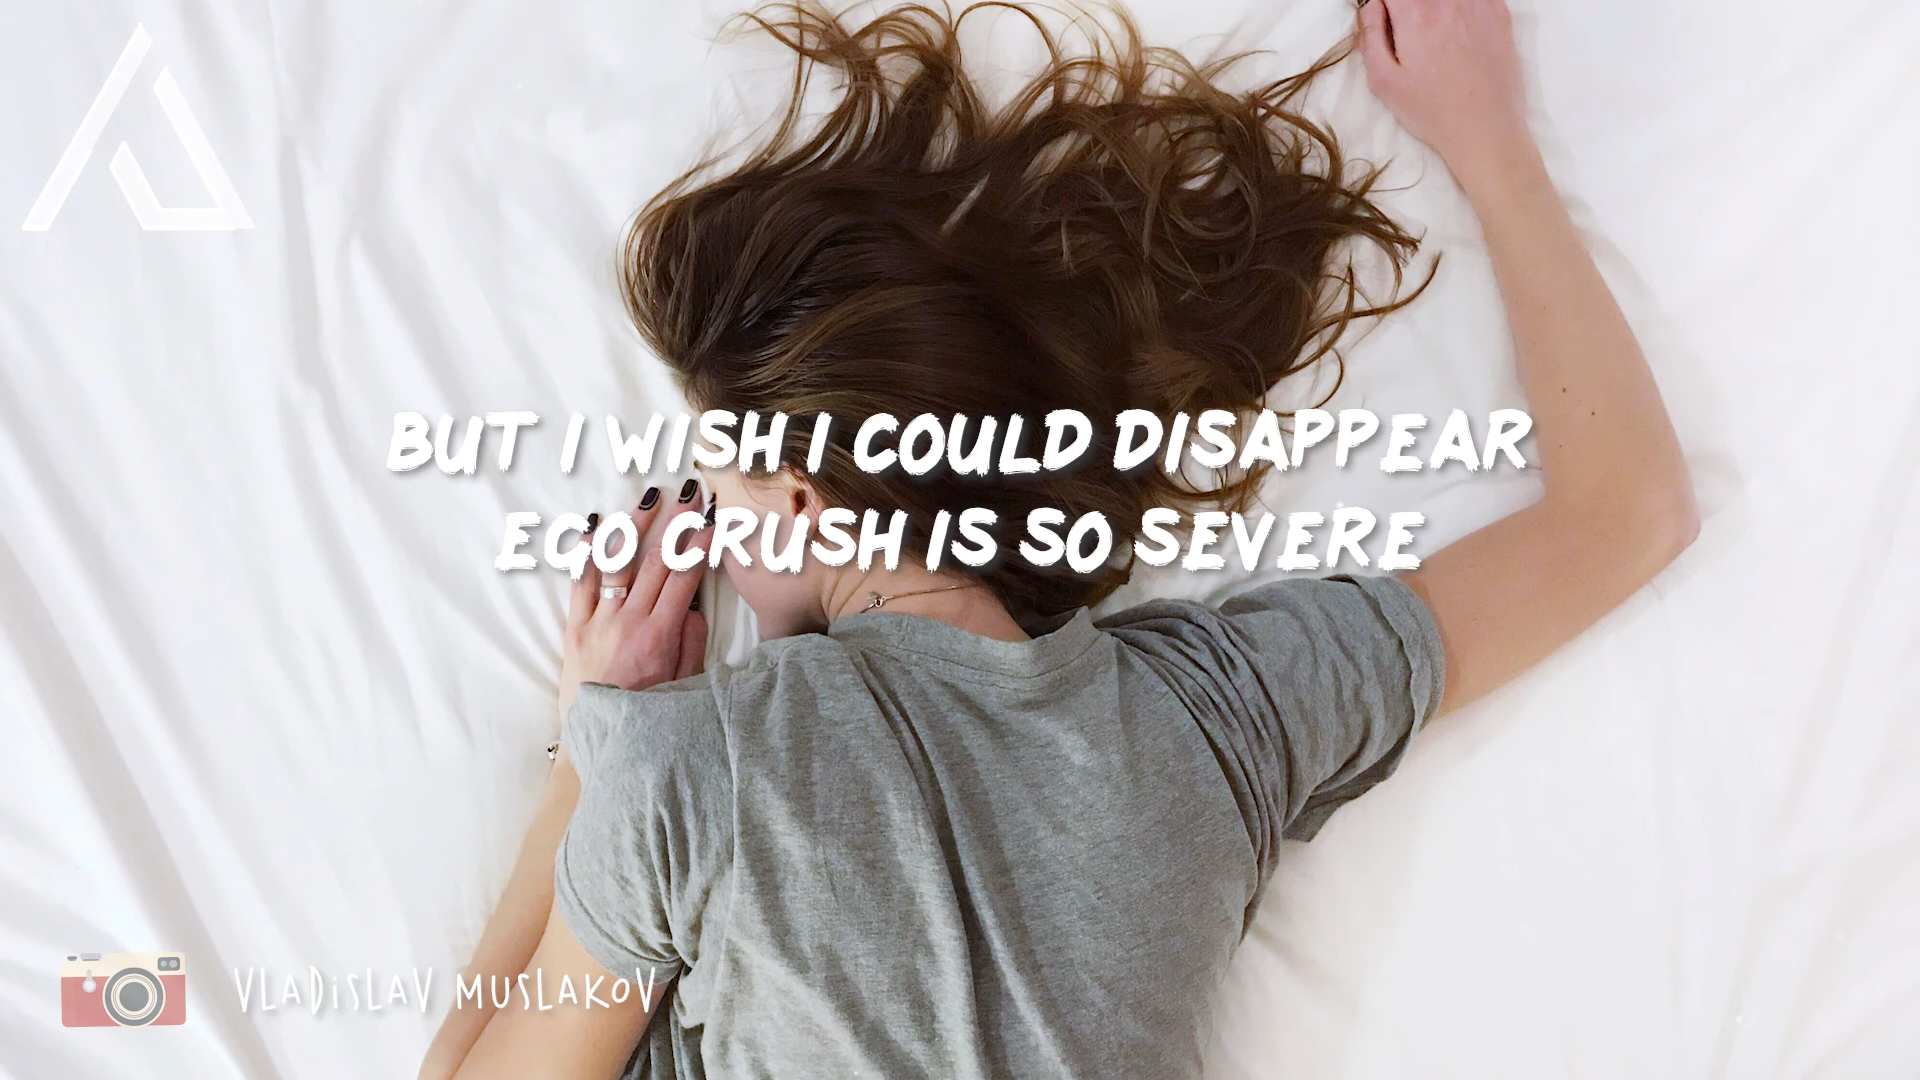 BUT I WISH I COULD DISAPPEAR
EGO CRUSH IS SO SEVERE
VLADiSLAV MUSLAKOV